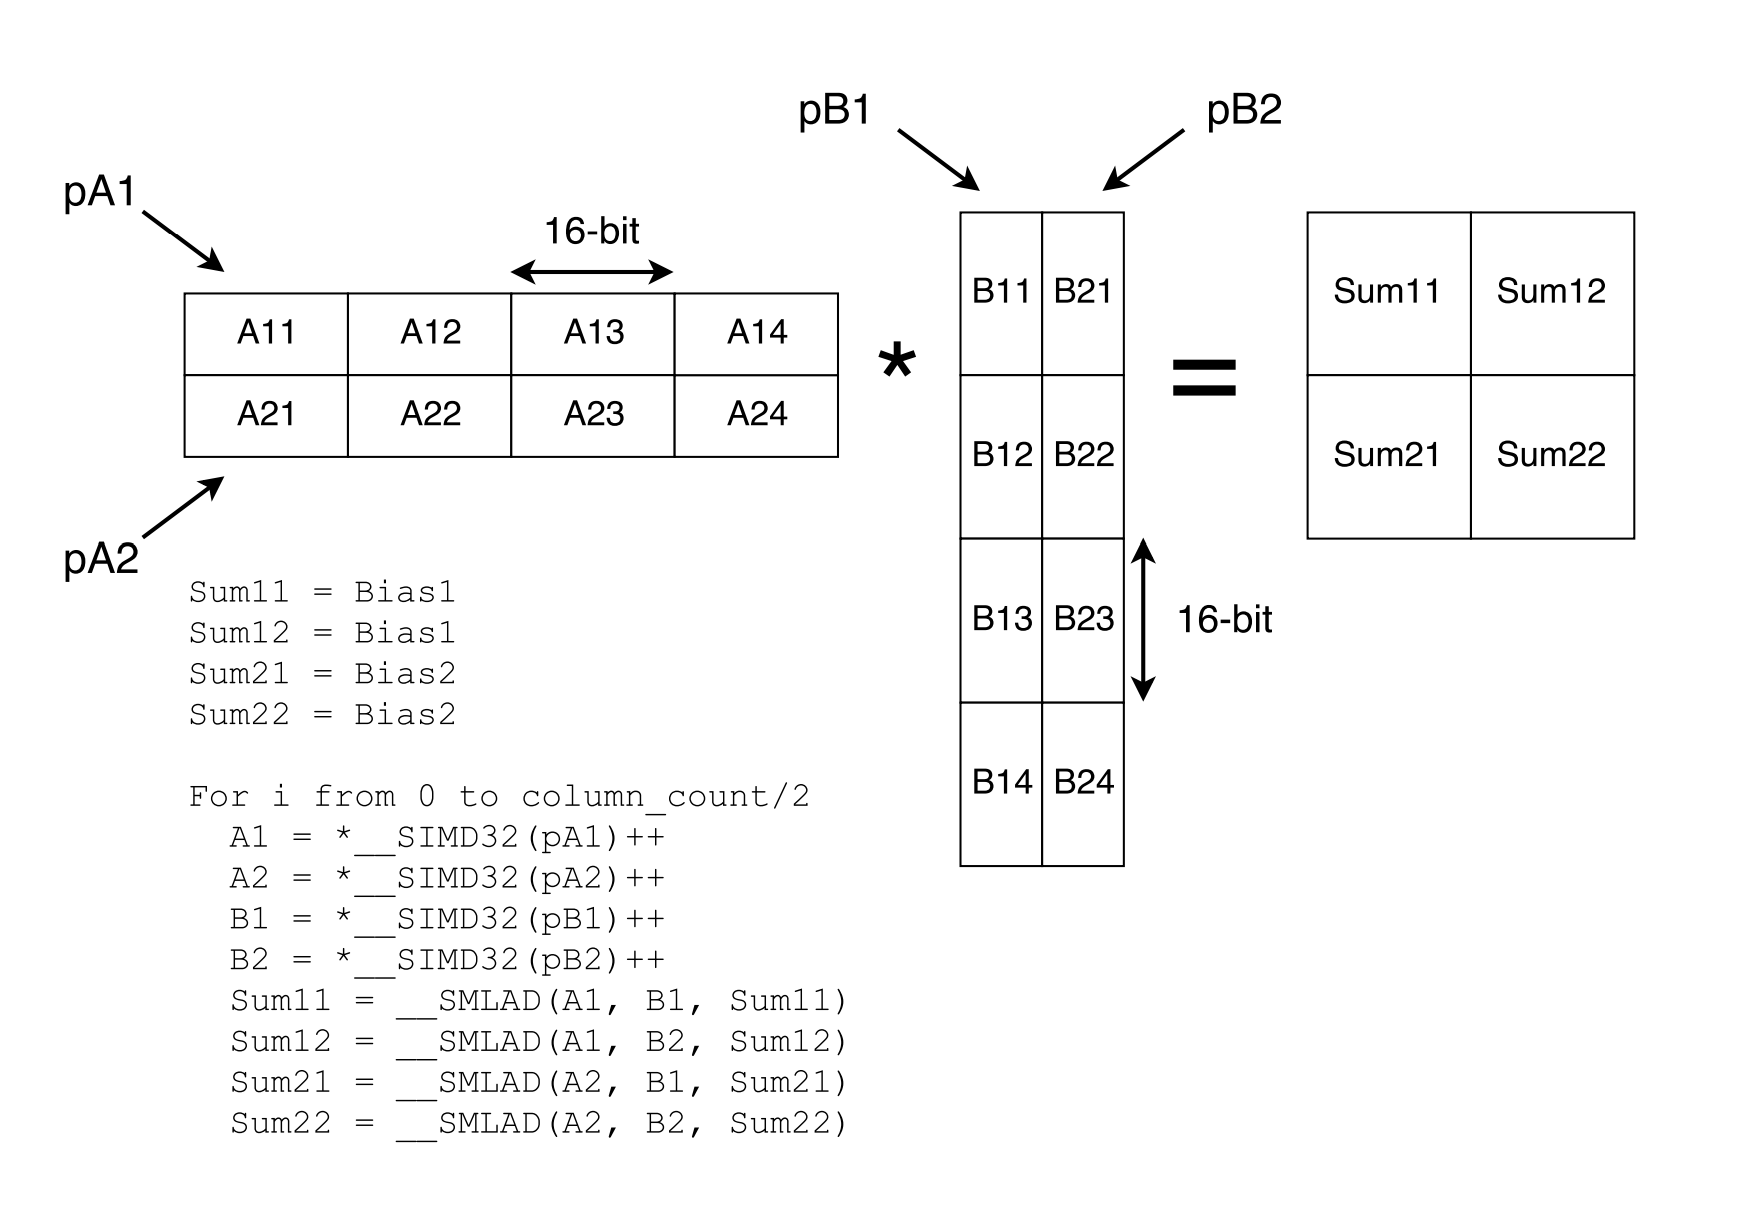 pB1 pB2
pA1
16-bit
A11 A12 A13 A14
A21 A22 A23 A24
pA2
*
B11 B21
B12 B22
B13 B23
B14 B24
16-bit
=
Sum11 Sum12
Sum21 Sum22
Sum11 = Bias1
Sum12 = Bias1
Sum21 = Bias2
Sum22 = Bias2
For i from 0 to column_count/2
A1 = *__SIMD32(pA1)++
A2 = *__SIMD32(pA2)++
B1 = *__SIMD32(pB1)++
B2 = *__SIMD32(pB2)++
Sum11 = __SMLAD(A1, B1, Sum11)
Sum12 = __SMLAD(A1, B2, Sum12)
Sum21 = __SMLAD(A2, B1, Sum21)
Sum22 = __SMLAD(A2, B2, Sum22)